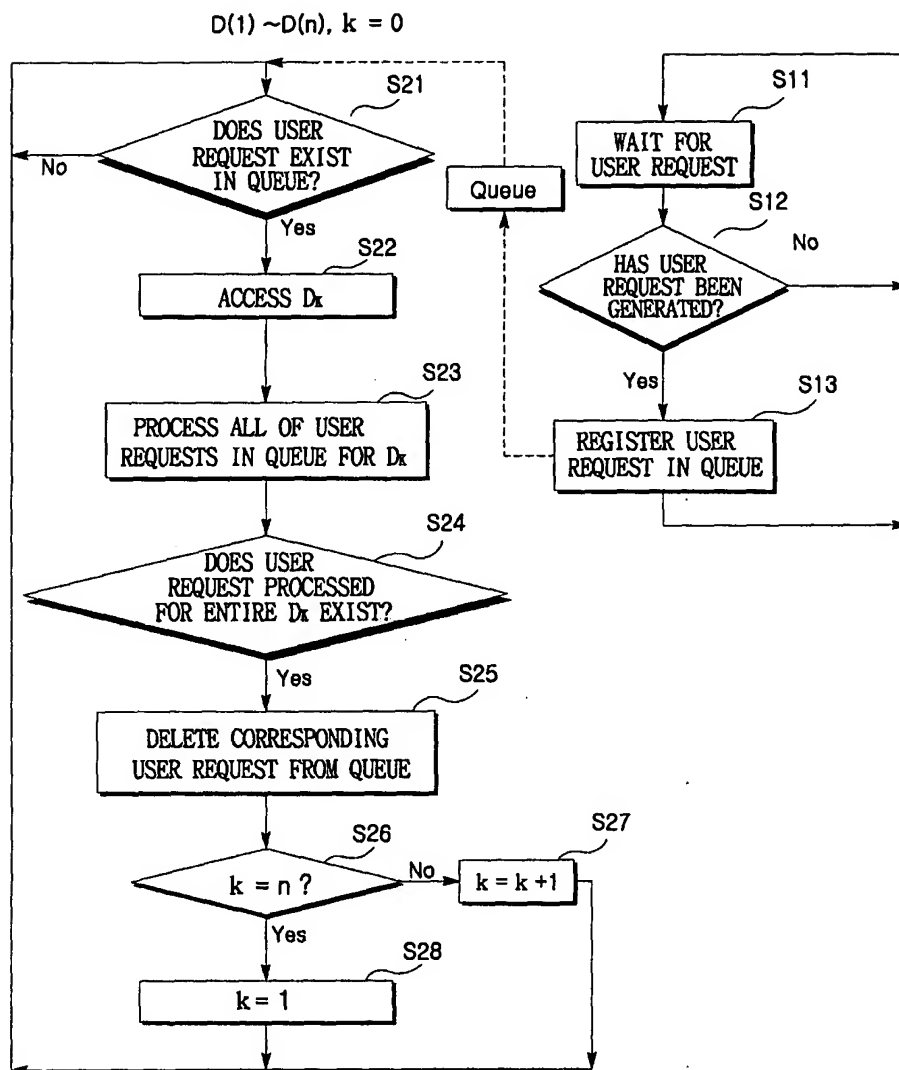 D(1) ~D(n), k = 0
S21
DOES USER
REQUEST EXIST
IN QUEUE?
No
Yes
S22
ACCESS Dk
S23
PROCESS ALL OF USER
REQUESTS IN QUEUE FOR Dk
S24
DOES USER
REQUEST PROCESSED
FOR ENTIRE Dk EXIST?
Yes
S25
DELETE CORRESPONDING
USER REQUEST FROM QUEUE
S26
k = n ?
No
S27
k = k +1
Yes
S28
k = 1
Queue
S11
WAIT FOR
USER REQUEST
S12
HAS USER
REQUEST BEEN
GENERATED?
No
Yes
S13
REGISTER USER
REQUEST IN QUEUE